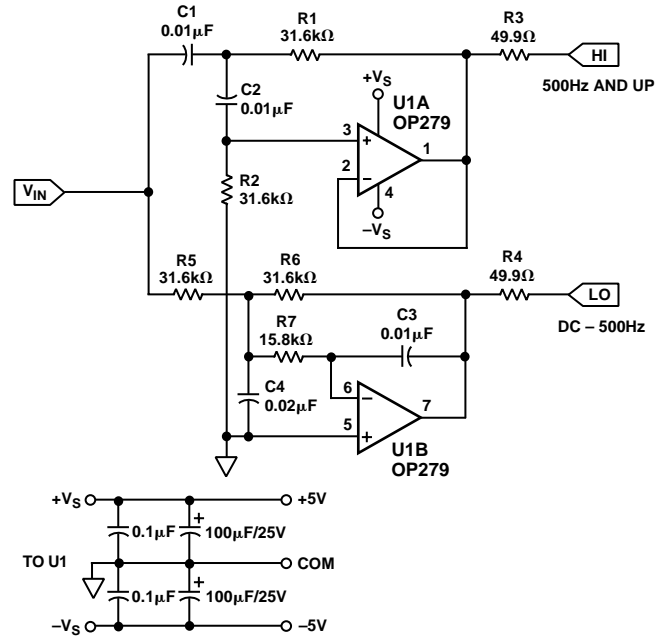 C1
0.01µF
R1
31.6kΩ
R3
49.9Ω
HI
500Hz AND UP
C2
0.01µF
+VS
U1A
OP279
3
+
1
2
−
4
−VS
R2
31.6kΩ
VIN
R5
31.6kΩ
R6
31.6kΩ
R4
49.9Ω
LO
DC – 500Hz
R7
15.8kΩ
C3
0.01µF
C4
0.02µF
6
−
7
5
+
U1B
OP279
+VS
+5V
0.1µF
+
100µF/25V
TO U1
COM
0.1µF
+
100µF/25V
−VS
−5V